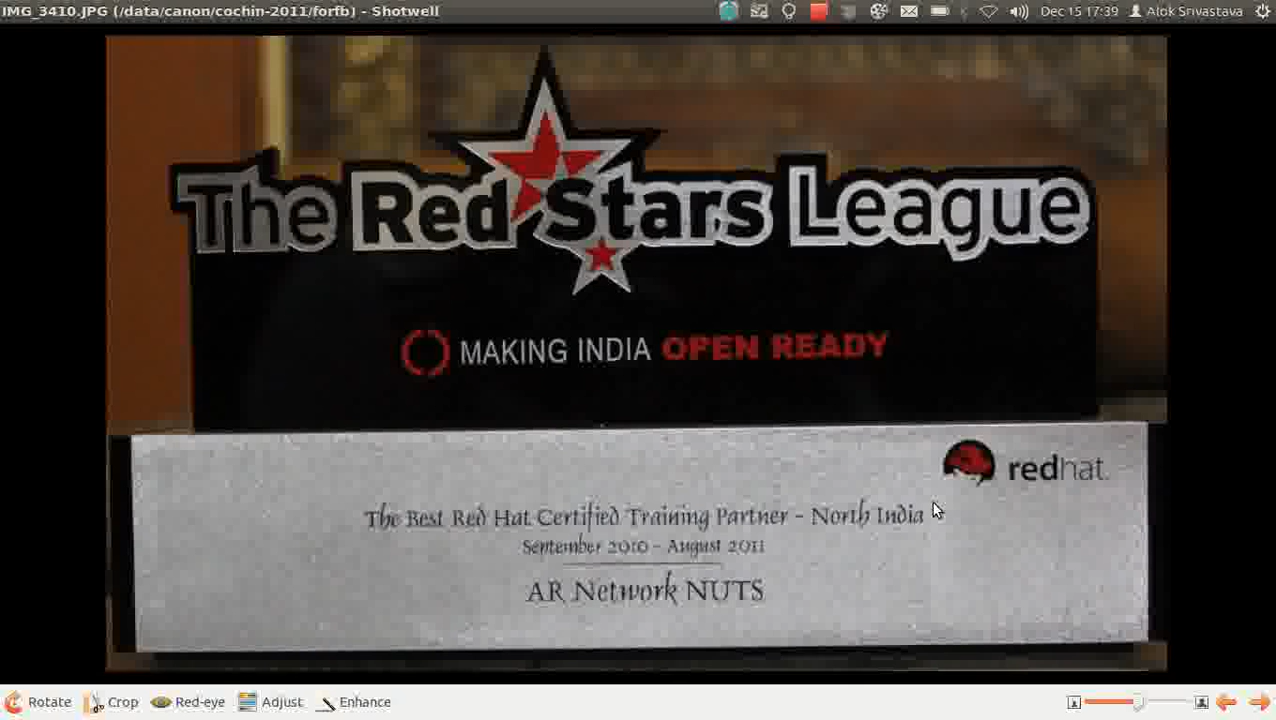 IMG_3410.JPG (/data/canon/cochin-2011/forfb) - Shotwell
Dec 15 17:39 Alok Srivastava
The Red Stars League
MAKING INDIA OPEN READY
redhat.
The Best Red Hat Certified Training Partner - North India
September 2010 - August 2011
AR Network NUTS
Rotate Crop Red-eye Adjust Enhance